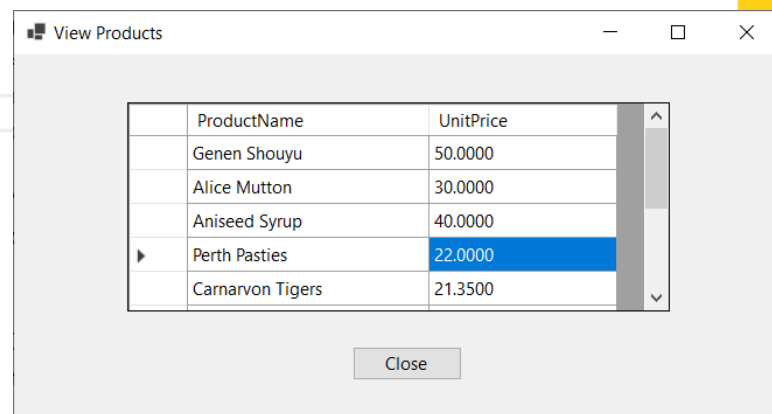 View Products
ProductName UnitPrice
Genen Shouyu 50.0000
Alice Mutton 30.0000
Aniseed Syrup 40.0000
Perth Pasties 22.0000
Carnarvon Tigers 21.3500
Close